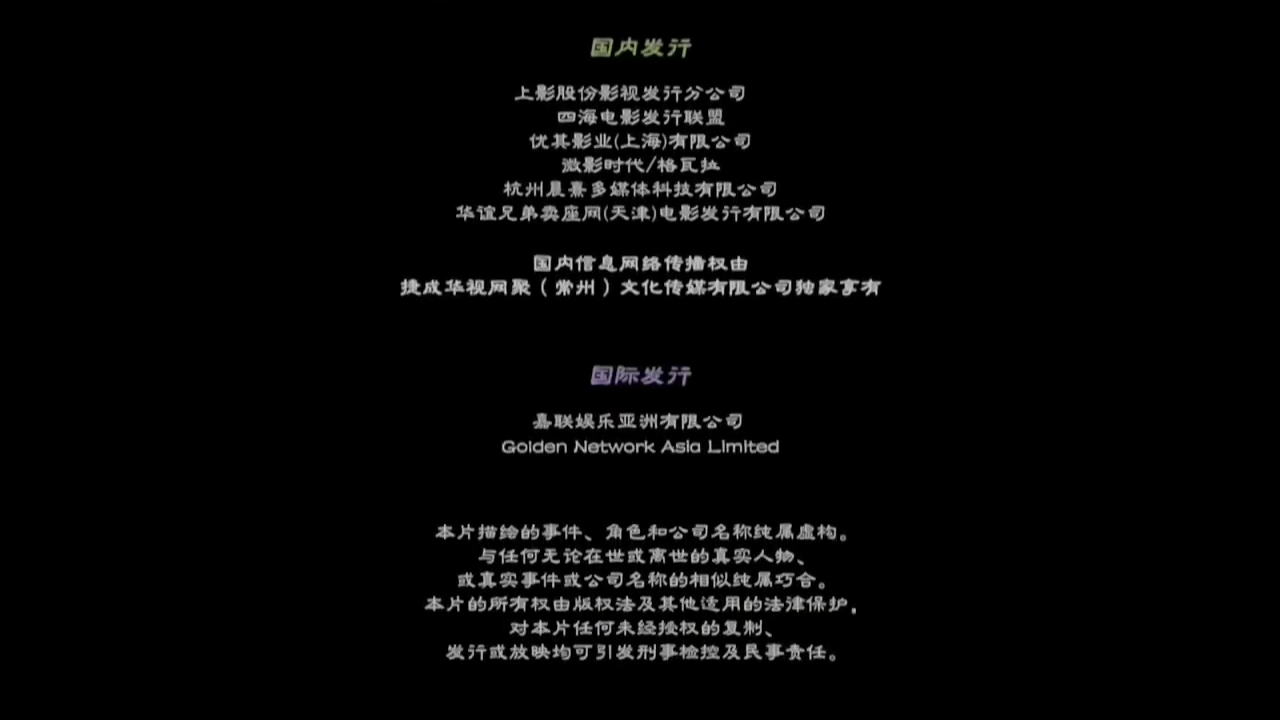 国内发行
上影股份影视发行分公司
四海电影发行联盟
优其影业(上海)有限公司
微影时代/格瓦拉
杭州晨熹多媒体科技有限公司
华谊兄弟卖座网(天津)电影发行有限公司
国内信息网络传播权由
捷成华视网聚（常州）文化传媒有限公司独家享有
国际发行
嘉联娱乐亚洲有限公司
Golden Network Asia Limited
本片描绘的事件、角色和公司名称纯属虚构。
与任何无论在世或离世的真实人物、
或真实事件或公司名称的相似纯属巧合。
本片的所有权由版权法及其他适用的法律保护。
对本片任何未经授权的复制、
发行或放映均可引发刑事检控及民事责任。